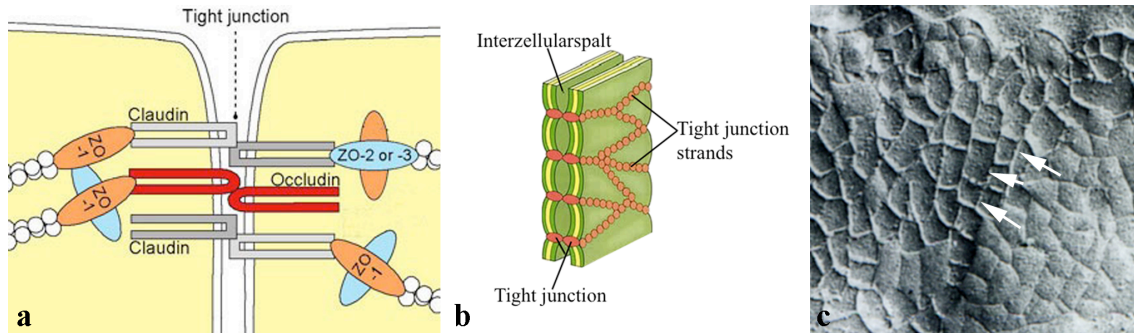 Tight junction
Claudin
ZO
-1
ZO-2 or -3
ZO
-1
Occludin
Claudin
ZO
-1
a
Interzellularspalt
Tight junction
strands
Tight junction
b
c